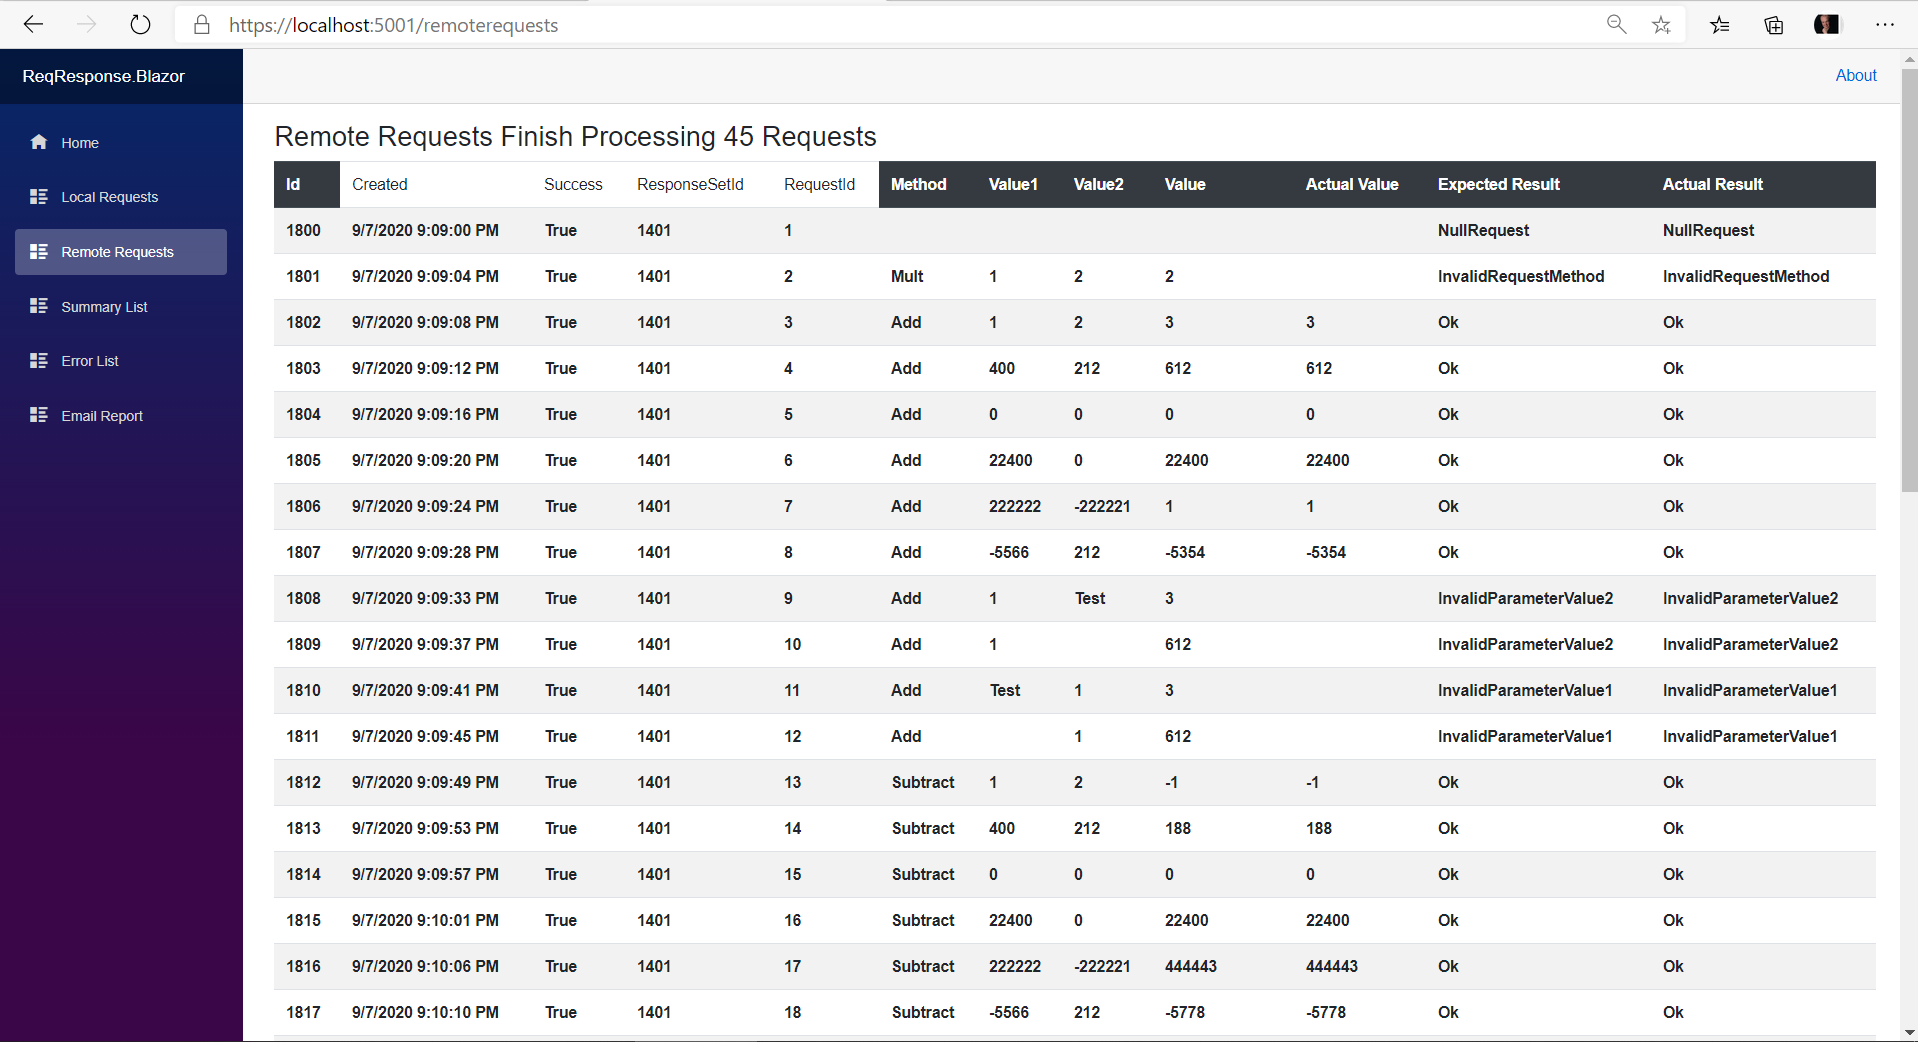 https://localhost:5001/remoterequests
ReqResponse.Blazor
About
Home
Local Requests
Remote Requests
Summary List
Error List
Email Report
Remote Requests Finish Processing 45 Requests
Id Created Success ResponseSetId RequestId Method Value1 Value2 Value Actual Value Expected Result Actual Result
1800 9/7/2020 9:09:00 PM True 1401 1 NullRequest NullRequest
1801 9/7/2020 9:09:04 PM True 1401 2 Mult 1 2 2 InvalidRequestMethod InvalidRequestMethod
1802 9/7/2020 9:09:08 PM True 1401 3 Add 1 2 3 3 Ok Ok
1803 9/7/2020 9:09:12 PM True 1401 4 Add 400 212 612 612 Ok Ok
1804 9/7/2020 9:09:16 PM True 1401 5 Add 0 0 0 0 Ok Ok
1805 9/7/2020 9:09:20 PM True 1401 6 Add 22400 0 22400 22400 Ok Ok
1806 9/7/2020 9:09:24 PM True 1401 7 Add 222222 -222221 1 1 Ok Ok
1807 9/7/2020 9:09:28 PM True 1401 8 Add -5566 212 -5354 -5354 Ok Ok
1808 9/7/2020 9:09:33 PM True 1401 9 Add 1 Test 3 InvalidParameterValue2 InvalidParameterValue2
1809 9/7/2020 9:09:37 PM True 1401 10 Add 1 612 InvalidParameterValue2 InvalidParameterValue2
1810 9/7/2020 9:09:41 PM True 1401 11 Add Test 1 3 InvalidParameterValue1 InvalidParameterValue1
1811 9/7/2020 9:09:45 PM True 1401 12 Add 1 612 InvalidParameterValue1 InvalidParameterValue1
1812 9/7/2020 9:09:49 PM True 1401 13 Subtract 1 2 -1 -1 Ok Ok
1813 9/7/2020 9:09:53 PM True 1401 14 Subtract 400 212 188 188 Ok Ok
1814 9/7/2020 9:09:57 PM True 1401 15 Subtract 0 0 0 0 Ok Ok
1815 9/7/2020 9:10:01 PM True 1401 16 Subtract 22400 0 22400 22400 Ok Ok
1816 9/7/2020 9:10:06 PM True 1401 17 Subtract 222222 -222221 444443 444443 Ok Ok
1817 9/7/2020 9:10:10 PM True 1401 18 Subtract -5566 212 -5778 -5778 Ok Ok